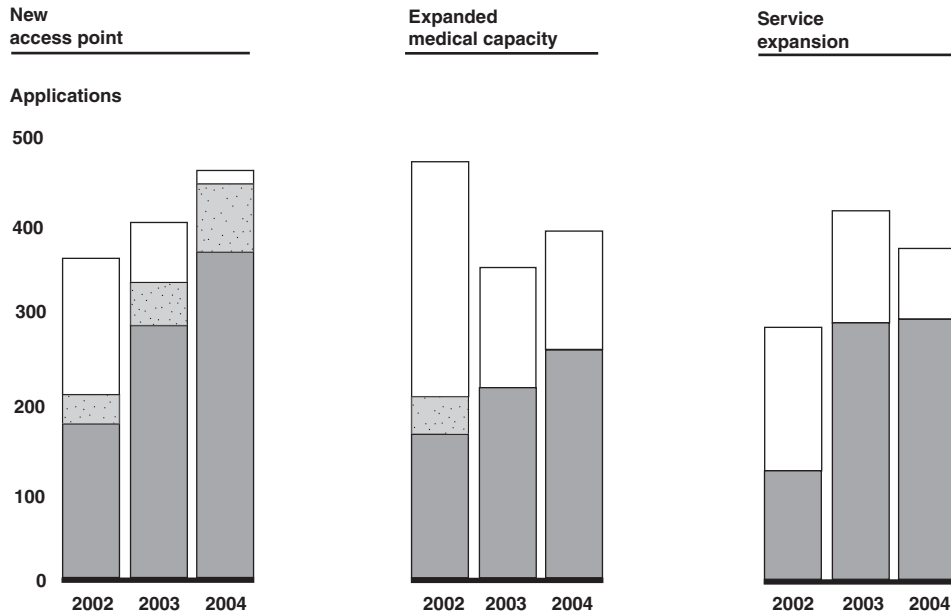 New
access point
Expanded
medical capacity
Service
expansion
Applications
500
400
300
200
100
0
2002 2003 2004
2002 2003 2004
2002 2003 2004